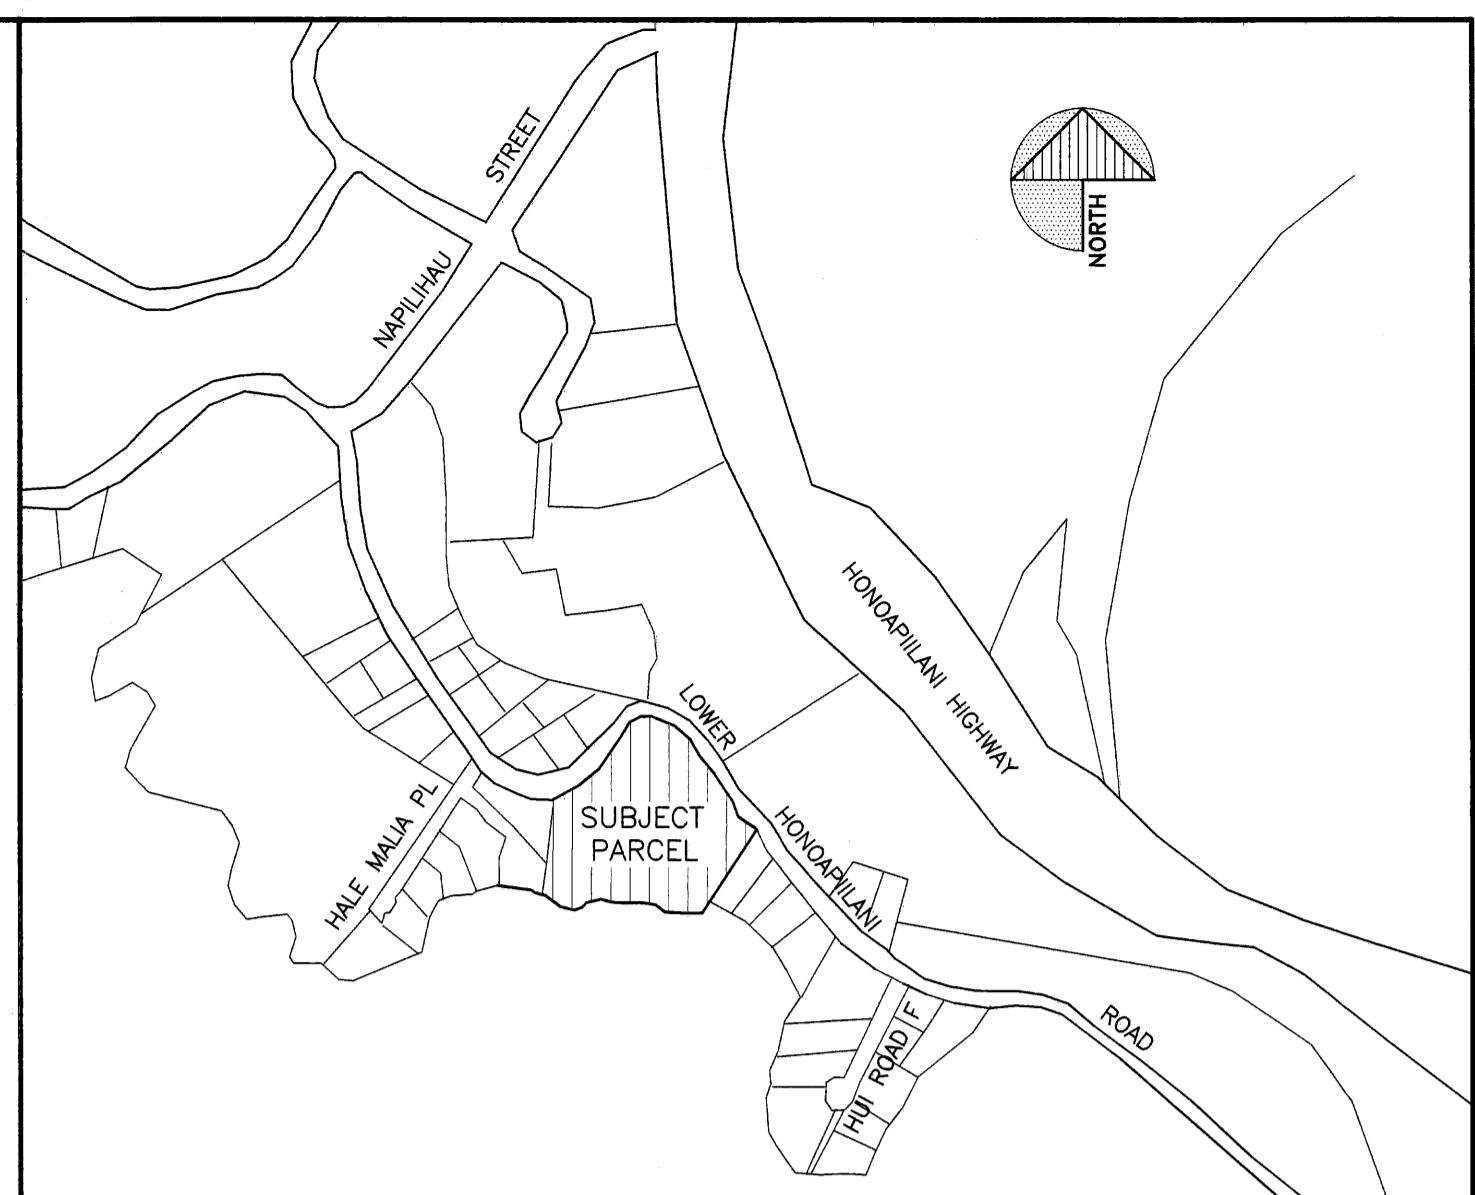 STREET
NORTH
NAPILIHAU
HONOAPIILANI HIGHWAY
LOWER
HALE MALIA PL
SUBJECT
PARCEL
HONOAPIILANI
ROAD
HUI ROAD F